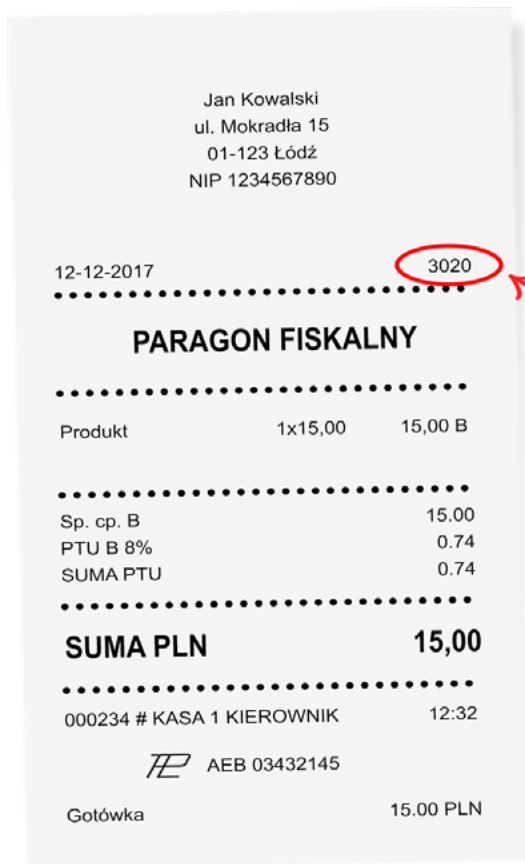 Jan Kowalski
ul. Mokradła 15
01-123 Łódź
NIP 1234567890
12-12-2017 3020
PARAGON FISKALNY
Produkt 1x15,00 15,00 B
Sp. cp. B 15.00
PTU B 8% 0.74
SUMA PTU 0.74
SUMA PLN 15,00
000234 # KASA 1 KIEROWNIK 12:32
AEB 03432145
Gotówka 15.00 PLN